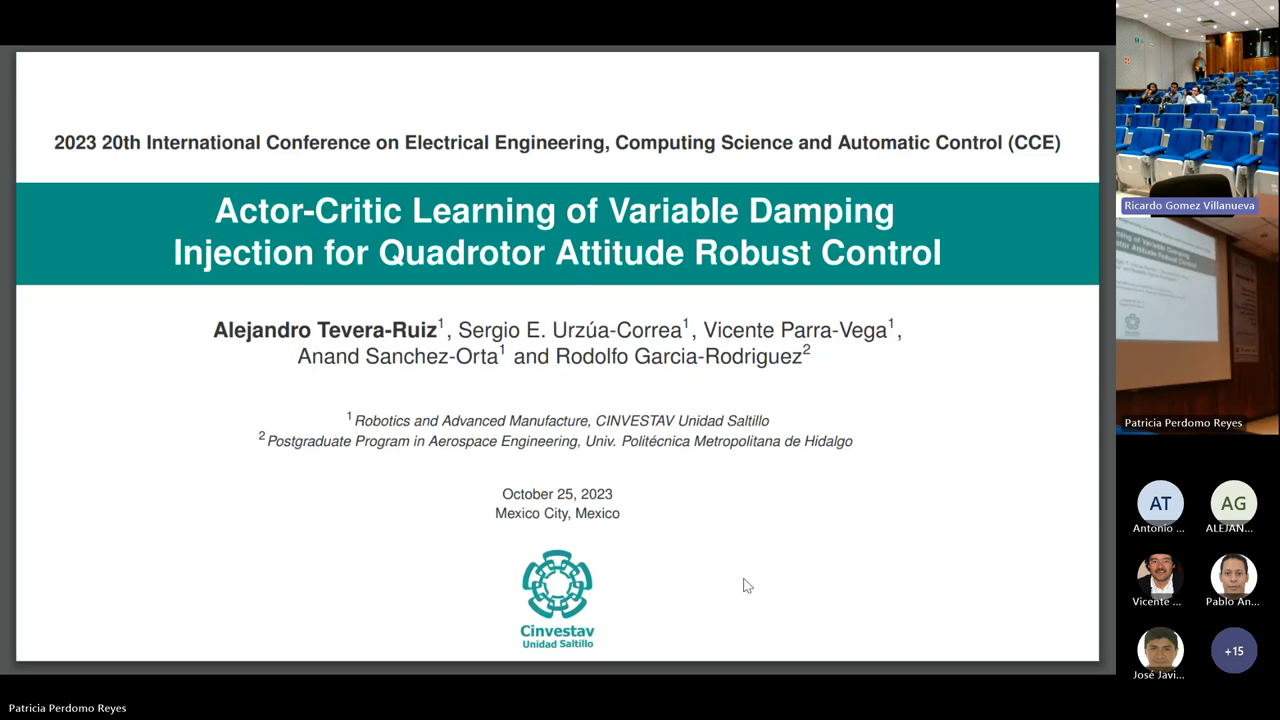 2023 20th International Conference on Electrical Engineering, Computing Science and Automatic Control (CCE)
Actor-Critic Learning of Variable Damping
Injection for Quadrotor Attitude Robust Control
Alejandro Tevera-Ruiz1, Sergio E. Urzúa-Correa1, Vicente Parra-Vega1,
Anand Sanchez-Orta1 and Rodolfo Garcia-Rodriguez2
1 Robotics and Advanced Manufacture, CINVESTAV Unidad Saltillo
2 Postgraduate Program in Aerospace Engineering, Univ. Politécnica Metropolitana de Hidalgo
October 25, 2023
Mexico City, Mexico
Cinvestav
Unidad Saltillo
Ricardo Gomez Villanueva
Patricia Perdomo Reyes
AT
AG
Antonio ...
ALEJAN...
Vicente ...
Pablo An...
José Javi...
+15
Patricia Perdomo Reyes